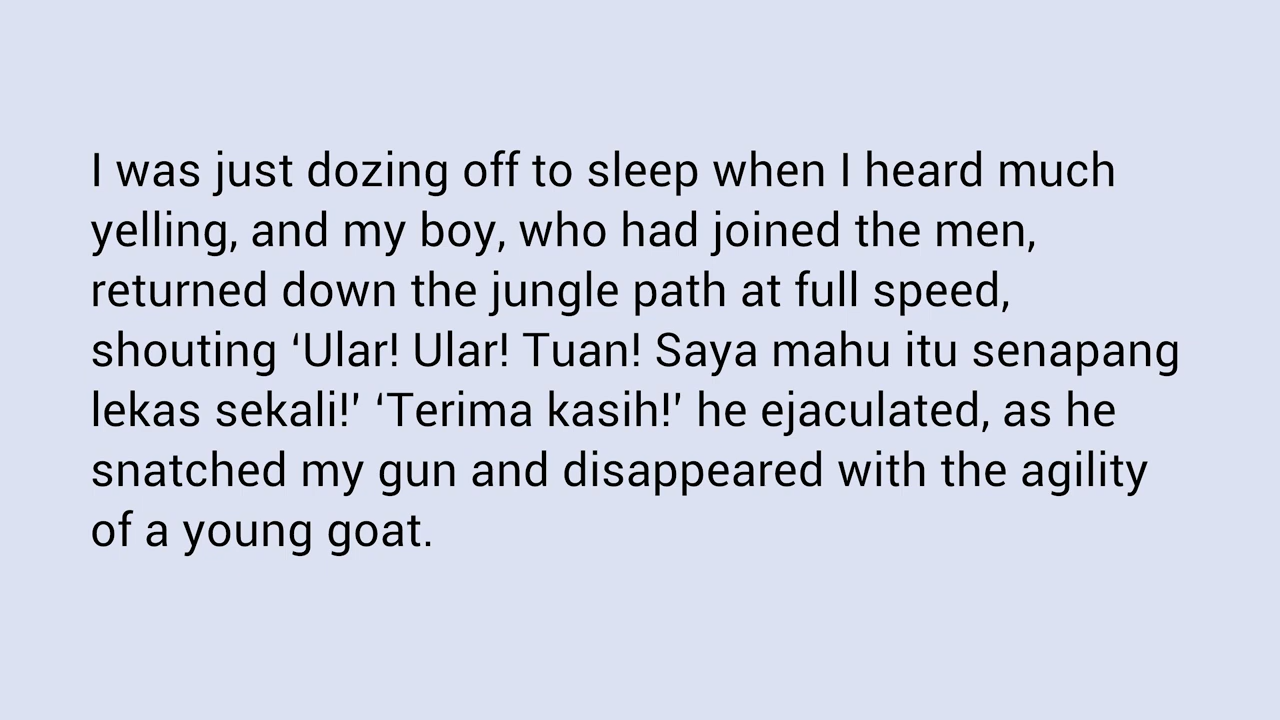 I was just dozing off to sleep when I heard much
yelling, and my boy, who had joined the men,
returned down the jungle path at full speed,
shouting ‘Ular! Ular! Tuan! Saya mahu itu senapang
lekas sekali!’ ‘Terima kasih!’ he ejaculated, as he
snatched my gun and disappeared with the agility
of a young goat.